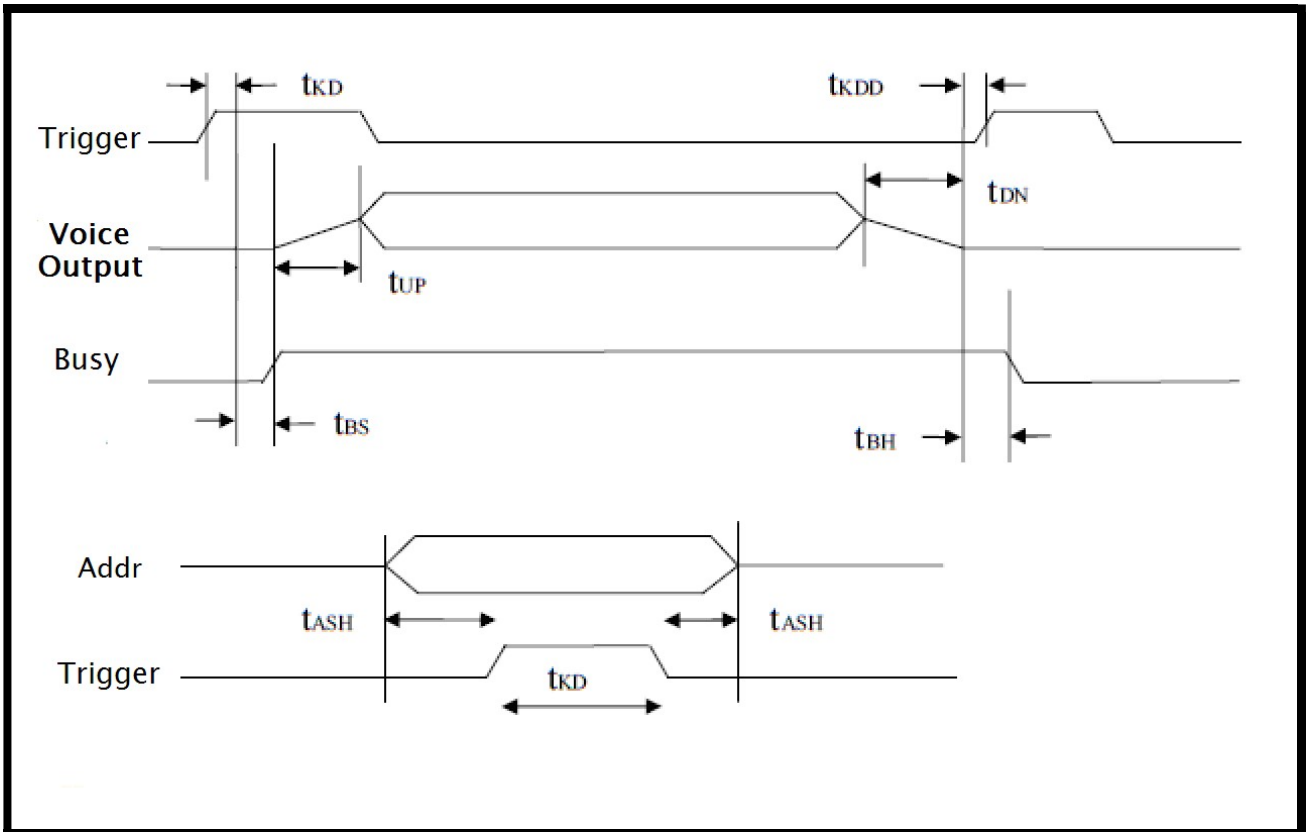 tKD
tKDD
Trigger
tDN
Voice
Output
tUP
Busy
tBS
tBH
Addr
tASH
tASH
Trigger
tKD